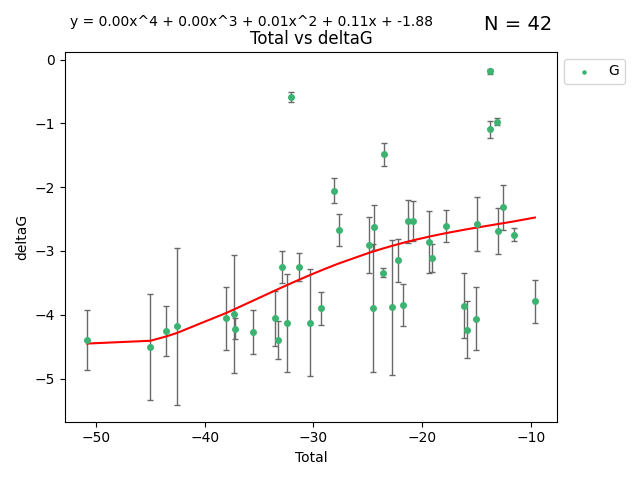 y = 0.00x^4 + 0.00x^3 + 0.01x^2 + 0.11x + -1.88
N = 42
Total vs deltaG
G
deltaG
0
−1
−2
−3
−4
−5
−50
−40
−30
−20
−10
Total